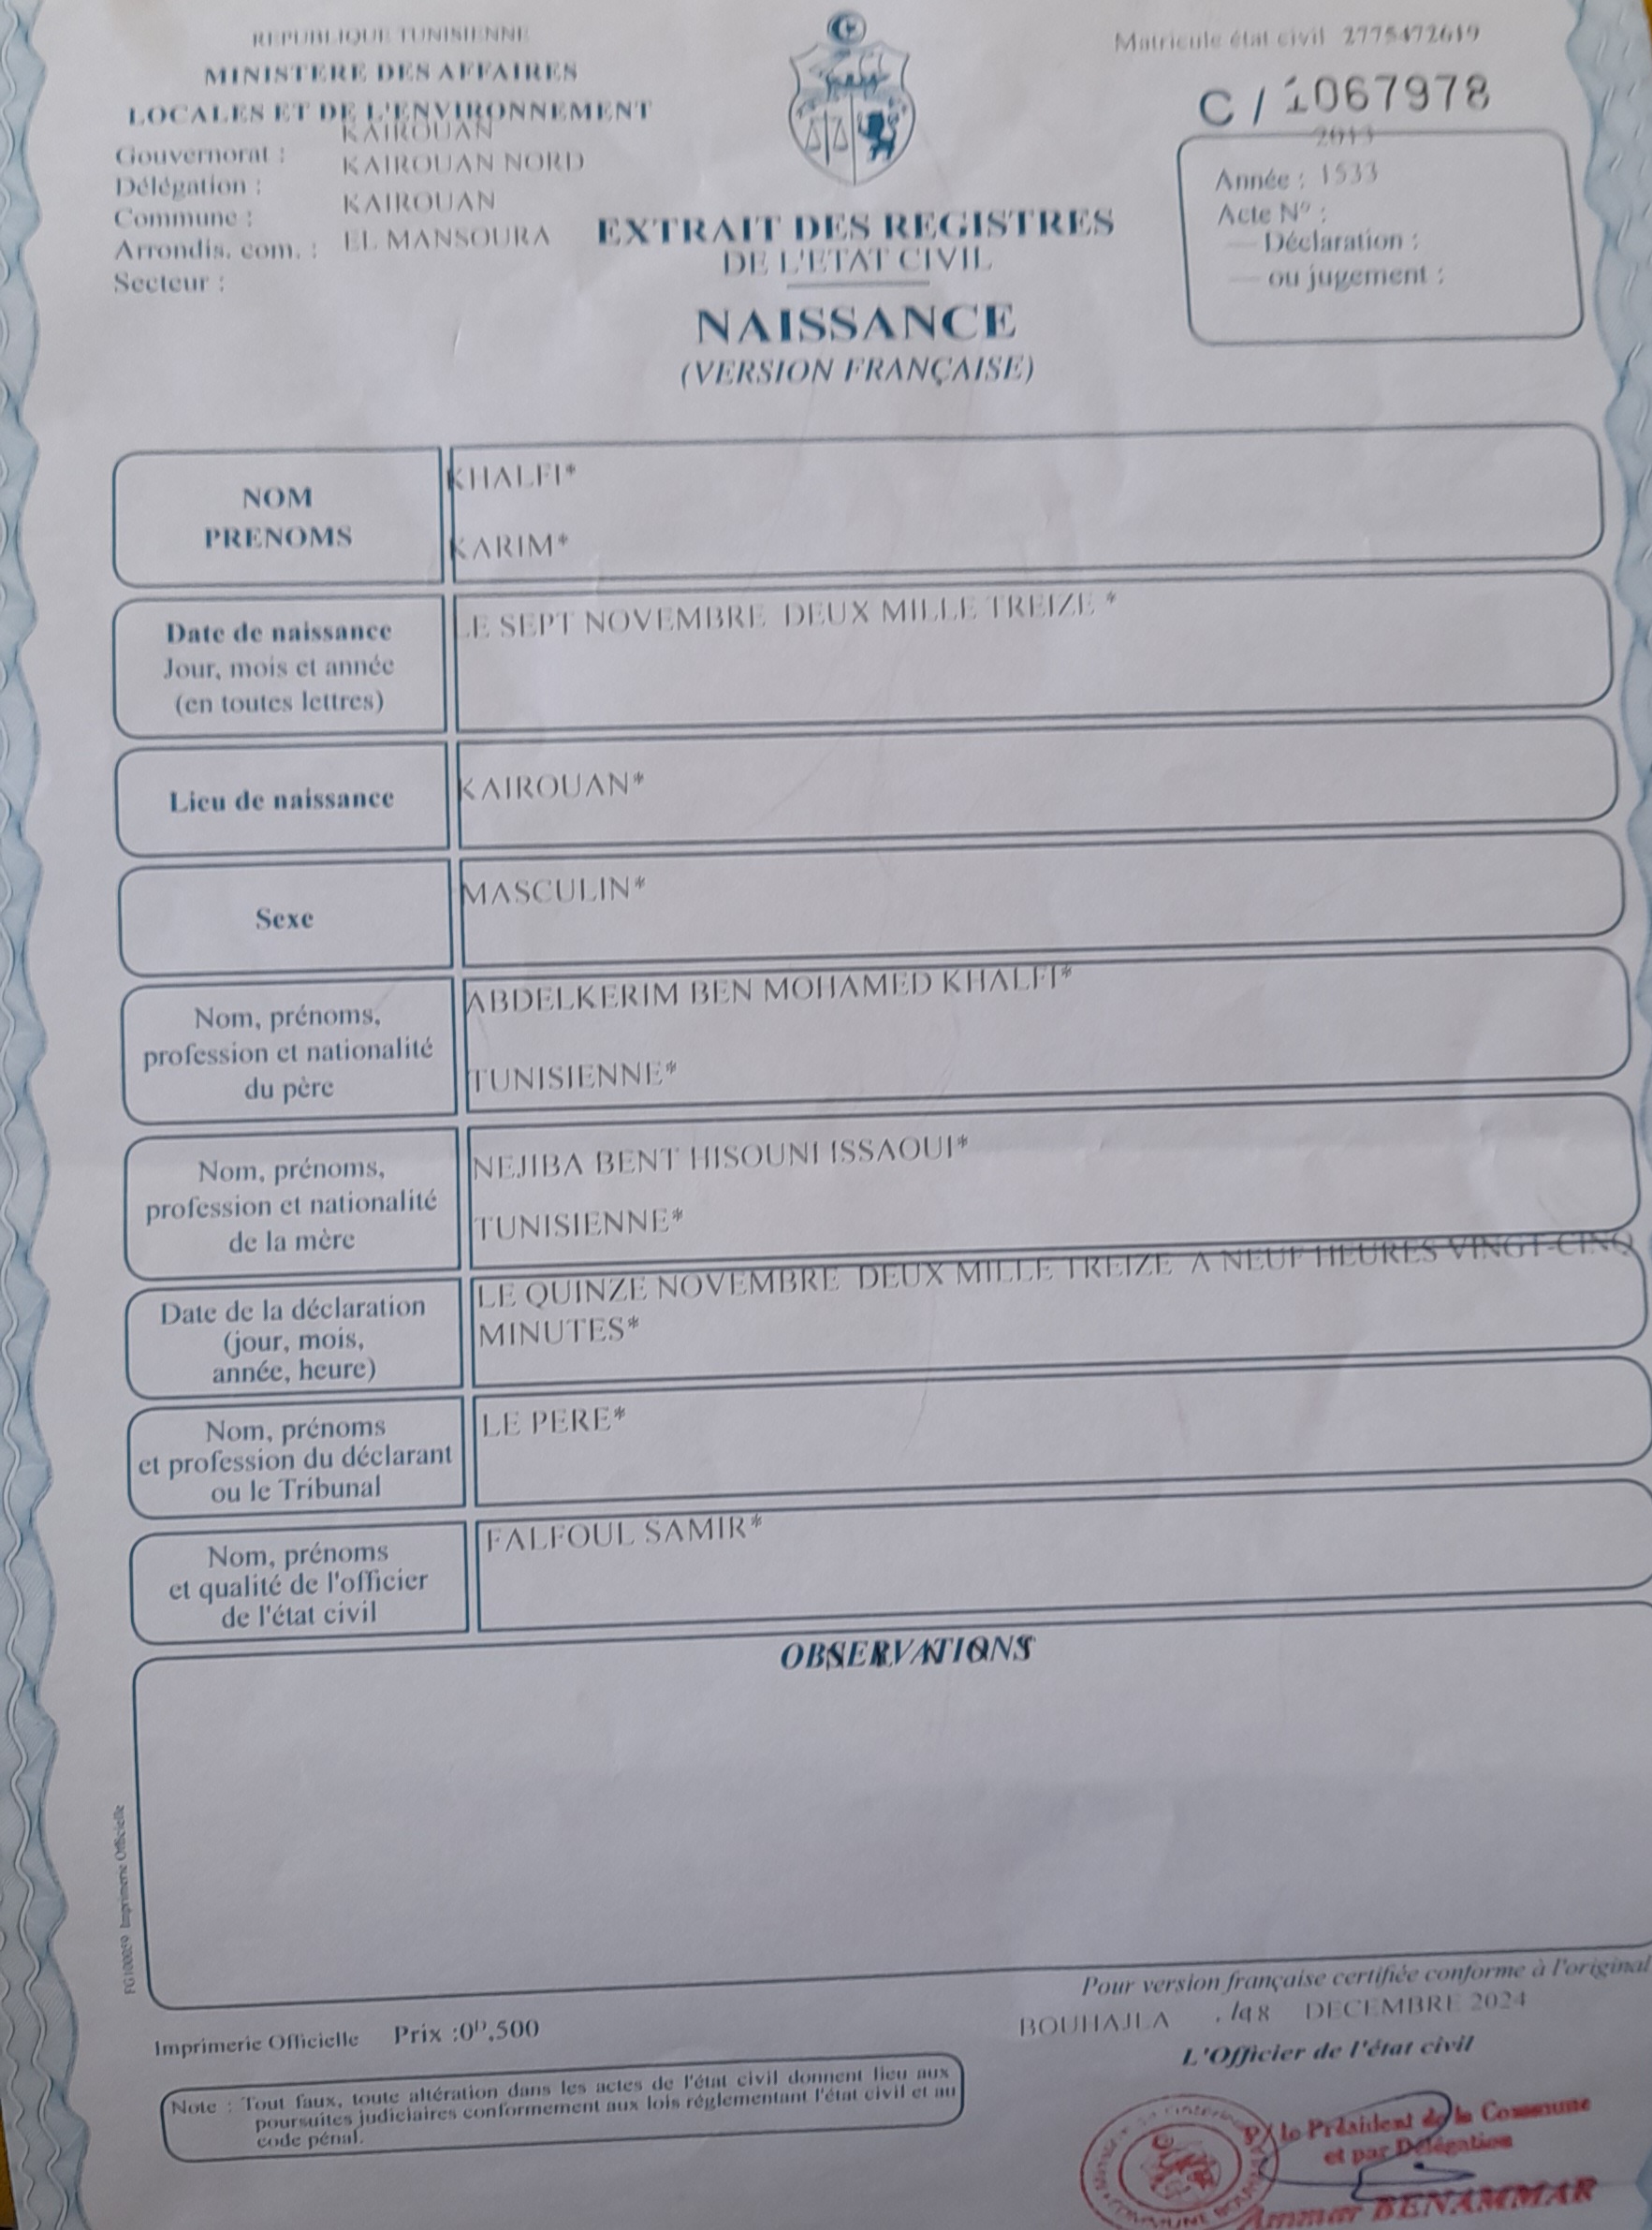 REPUBLIQUE TUNISIENNE
MINISTERE DES AFFAIRES
LOCALES ET DE L'ENVIRONNEMENT
Gouvernorat : KAIROUAN
Délégation : KAIROUAN NORD
Commune : KAIROUAN
Arrondis. com. : EL MANSOURA
Secteur :
Matricule état civil 2775472619
C / 1067978
2013
Année : 1533
Acte N° :
— Déclaration :
— ou jugement :
EXTRAIT DES REGISTRES
DE L'ETAT CIVIL
NAISSANCE
(VERSION FRANÇAISE)
NOM
PRENOMS
KHALFI*
KARIM*
Date de naissance
Jour, mois et année
(en toutes lettres)
LE SEPT NOVEMBRE DEUX MILLE TREIZE *
Lieu de naissance
KAIROUAN*
Sexe
MASCULIN*
Nom, prénoms,
profession et nationalité
du père
ABDELKERIM BEN MOHAMED KHALFI*
TUNISIENNE*
Nom, prénoms,
profession et nationalité
de la mère
NEJIBA BENT HISOUNI ISSAOUI*
TUNISIENNE*
Date de la déclaration
(jour, mois,
année, heure)
LE QUINZE NOVEMBRE DEUX MILLE TREIZE A NEUF HEURES VINGT-CINQ
MINUTES*
Nom, prénoms
et profession du déclarant
ou le Tribunal
LE PERE*
Nom, prénoms
et qualité de l'officier
de l'état civil
FALFOUL SAMIR*
OBSERVATIONS
Pour version française certifiée conforme à l'original
BOUHAJLA , DECEMBRE 2024
L'Officier de l'état civil
Imprimerie Officielle Prix :0ᴰ,500
Note : Tout faux, toute altération dans les actes de l'état civil donnent lieu aux
poursuites judiciaires conformement aux lois réglementant l'état civil et au
code pénal.
P/ le Président de la Commune
et par Délégation
Ammar BENAMMAR
Imprimerie Officielle